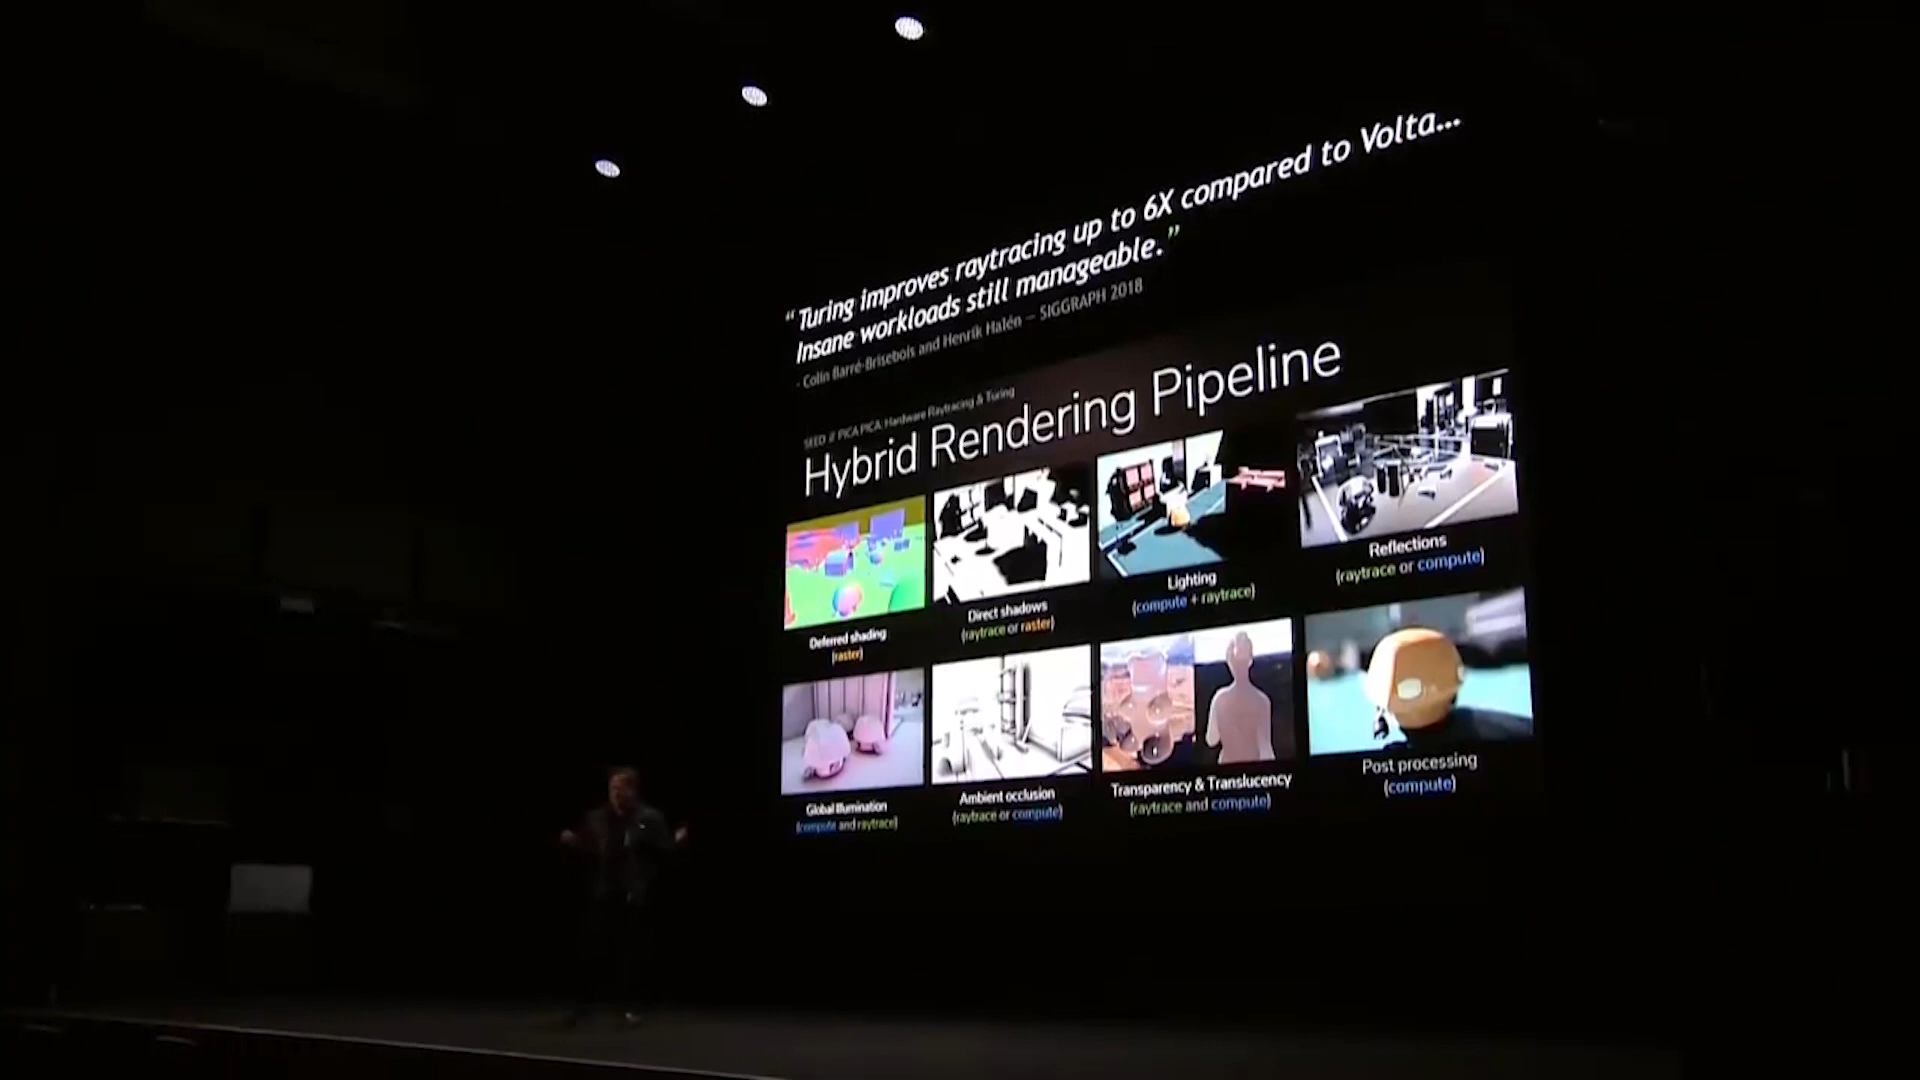 “Turing improves raytracing up to 6X compared to Volta...
Insane workloads still manageable.”
- Colin Barré-Brisebois and Henrik Halén – SIGGRAPH 2018
SEED // PICA PICA: Hardware Raytracing & Turing
Hybrid Rendering Pipeline
Deferred shading
(raster)
Direct shadows
(raytrace or raster)
Lighting
(compute + raytrace)
Reflections
(raytrace or compute)
Global Illumination
(compute and raytrace)
Ambient occlusion
(raytrace or compute)
Transparency & Translucency
(raytrace and compute)
Post processing
(compute)